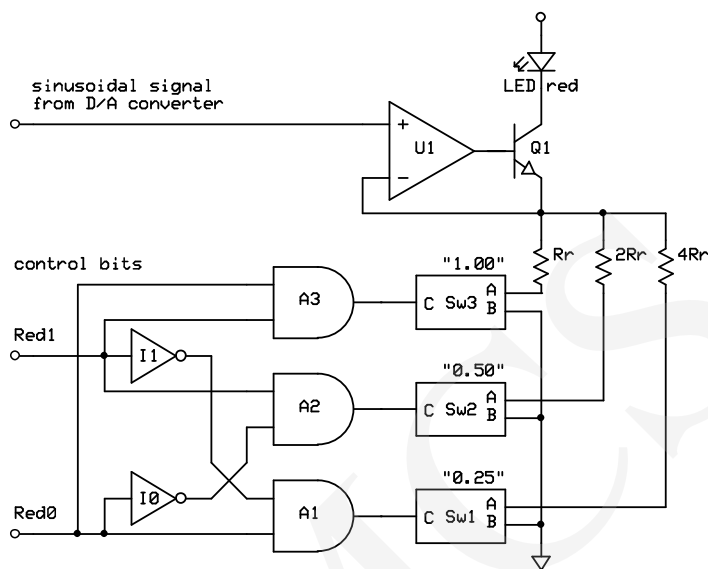 sinusoidal signal
from D/A converter
LED red
+
U1
Q1
−
control bits
"1.00"
Rr
2Rr
4Rr
A3
C Sw3 A
B
Red1
I1
"0.50"
A2
C Sw2 A
B
"0.25"
I0
A1
C Sw1 A
B
Red0